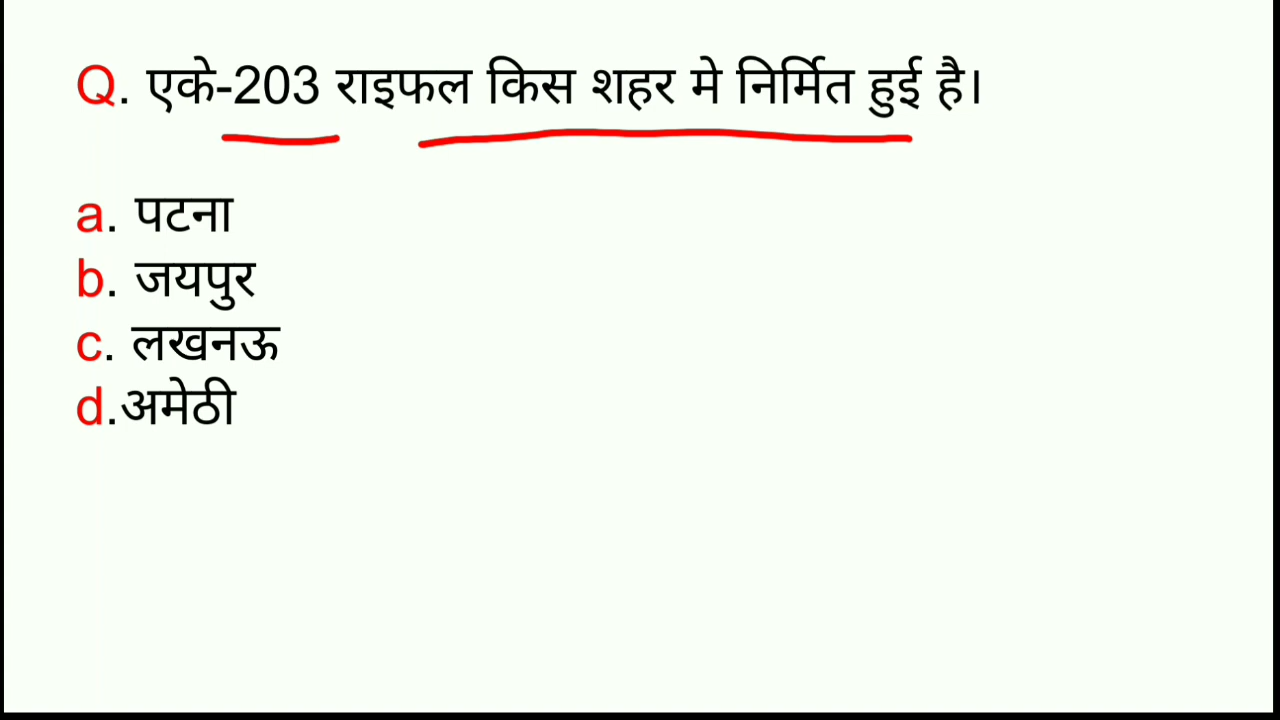 Q. एके-203 राइफल किस शहर मे निर्मित हुई है।
a. पटना
b. जयपुर
c. लखनऊ
d.अमेठी